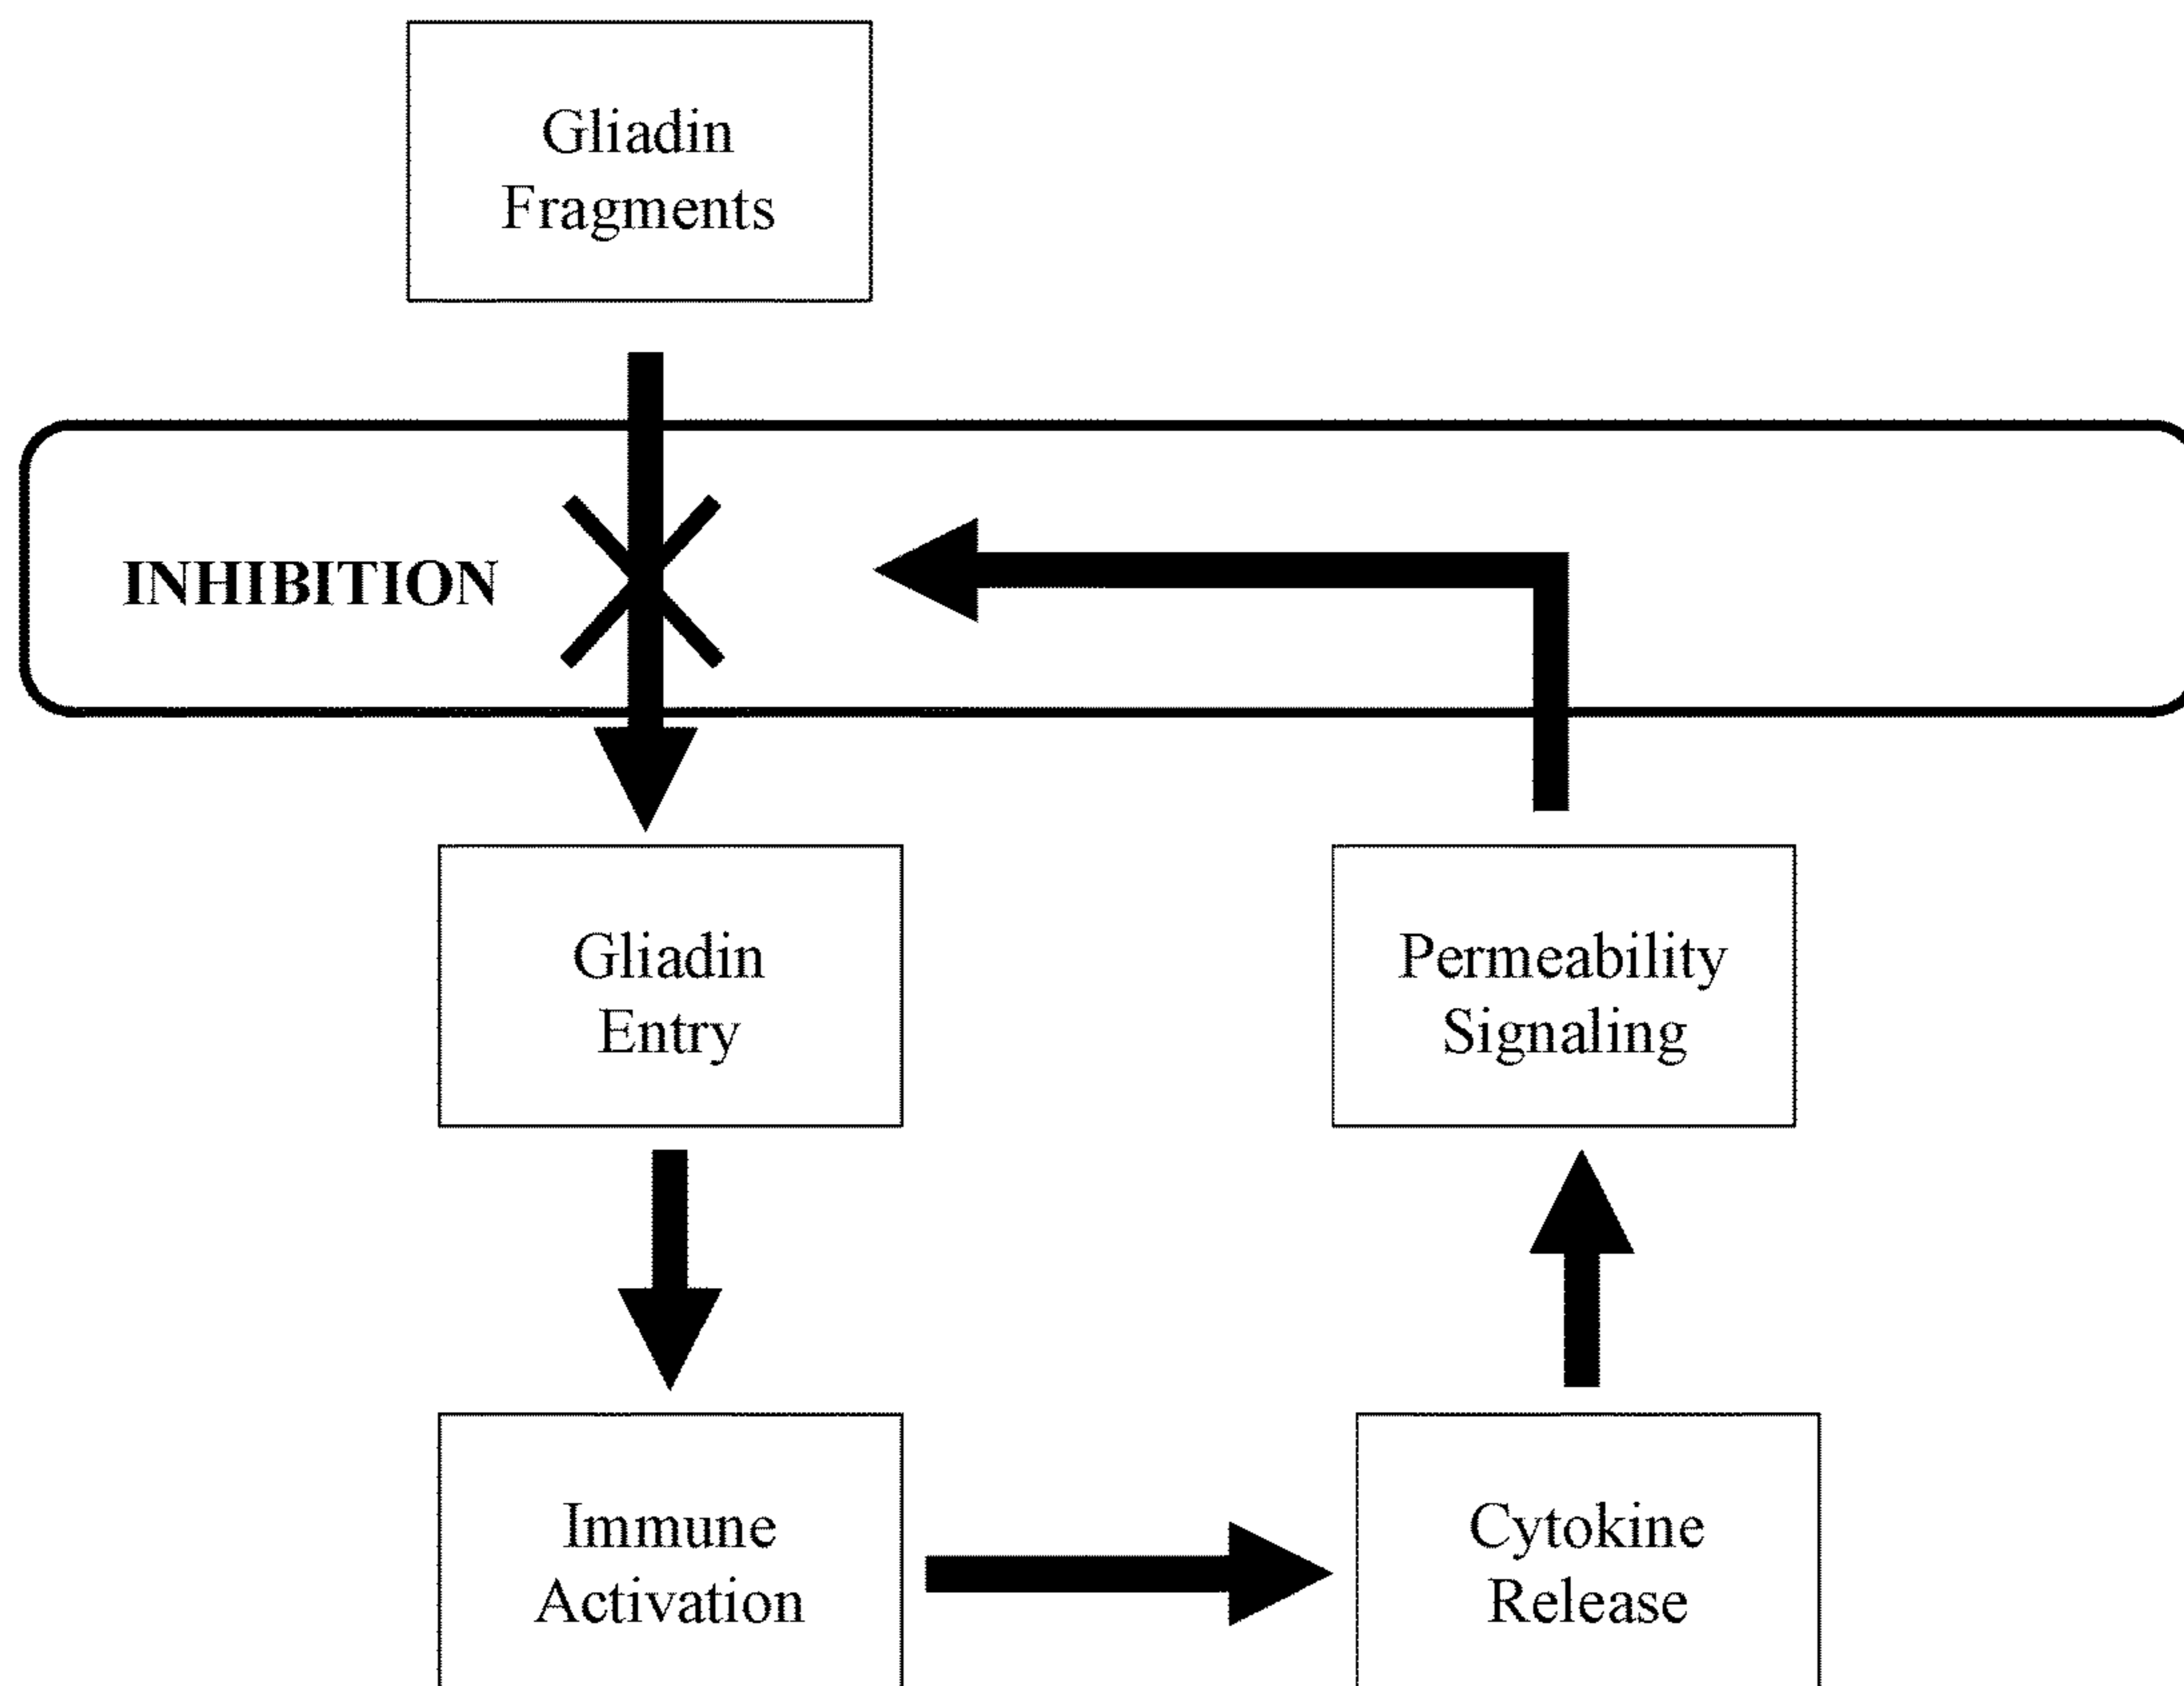 Gliadin
Fragments
INHIBITION
Gliadin
Entry
Permeability
Signaling
Immune
Activation
Cytokine
Release